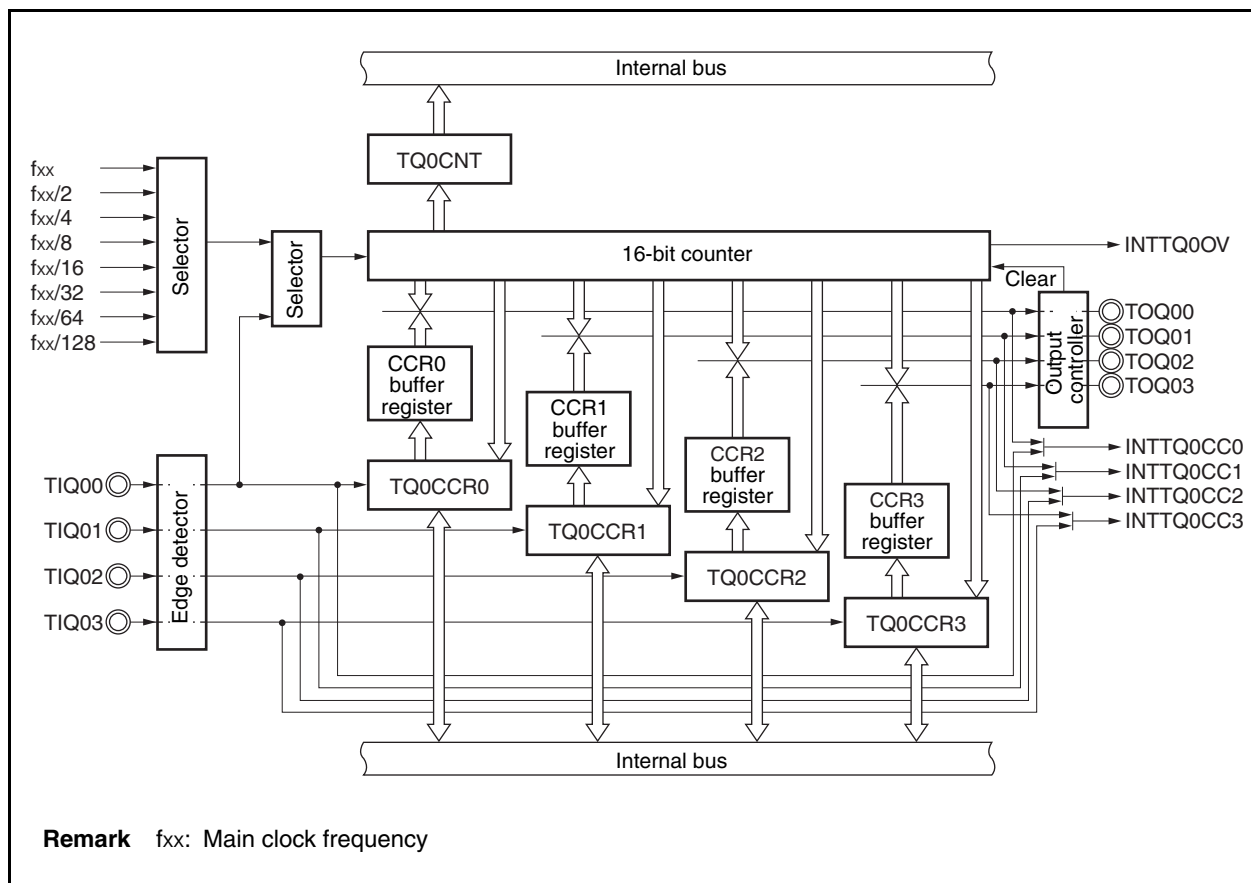 Internal bus
TQ0CNT
fxx
fxx/2
fxx/4
fxx/8
fxx/16
fxx/32
fxx/64
fxx/128
Selector
Selector
16-bit counter
INTTQ0OV
Clear
Output
controller
TOQ00
TOQ01
TOQ02
TOQ03
CCR0
buffer
register
CCR1
buffer
register
CCR2
buffer
register
CCR3
buffer
register
INTTQ0CC0
INTTQ0CC1
INTTQ0CC2
INTTQ0CC3
TIQ00
TIQ01
TIQ02
TIQ03
Edge detector
TQ0CCR0
TQ0CCR1
TQ0CCR2
TQ0CCR3
Internal bus
Remark fxx: Main clock frequency